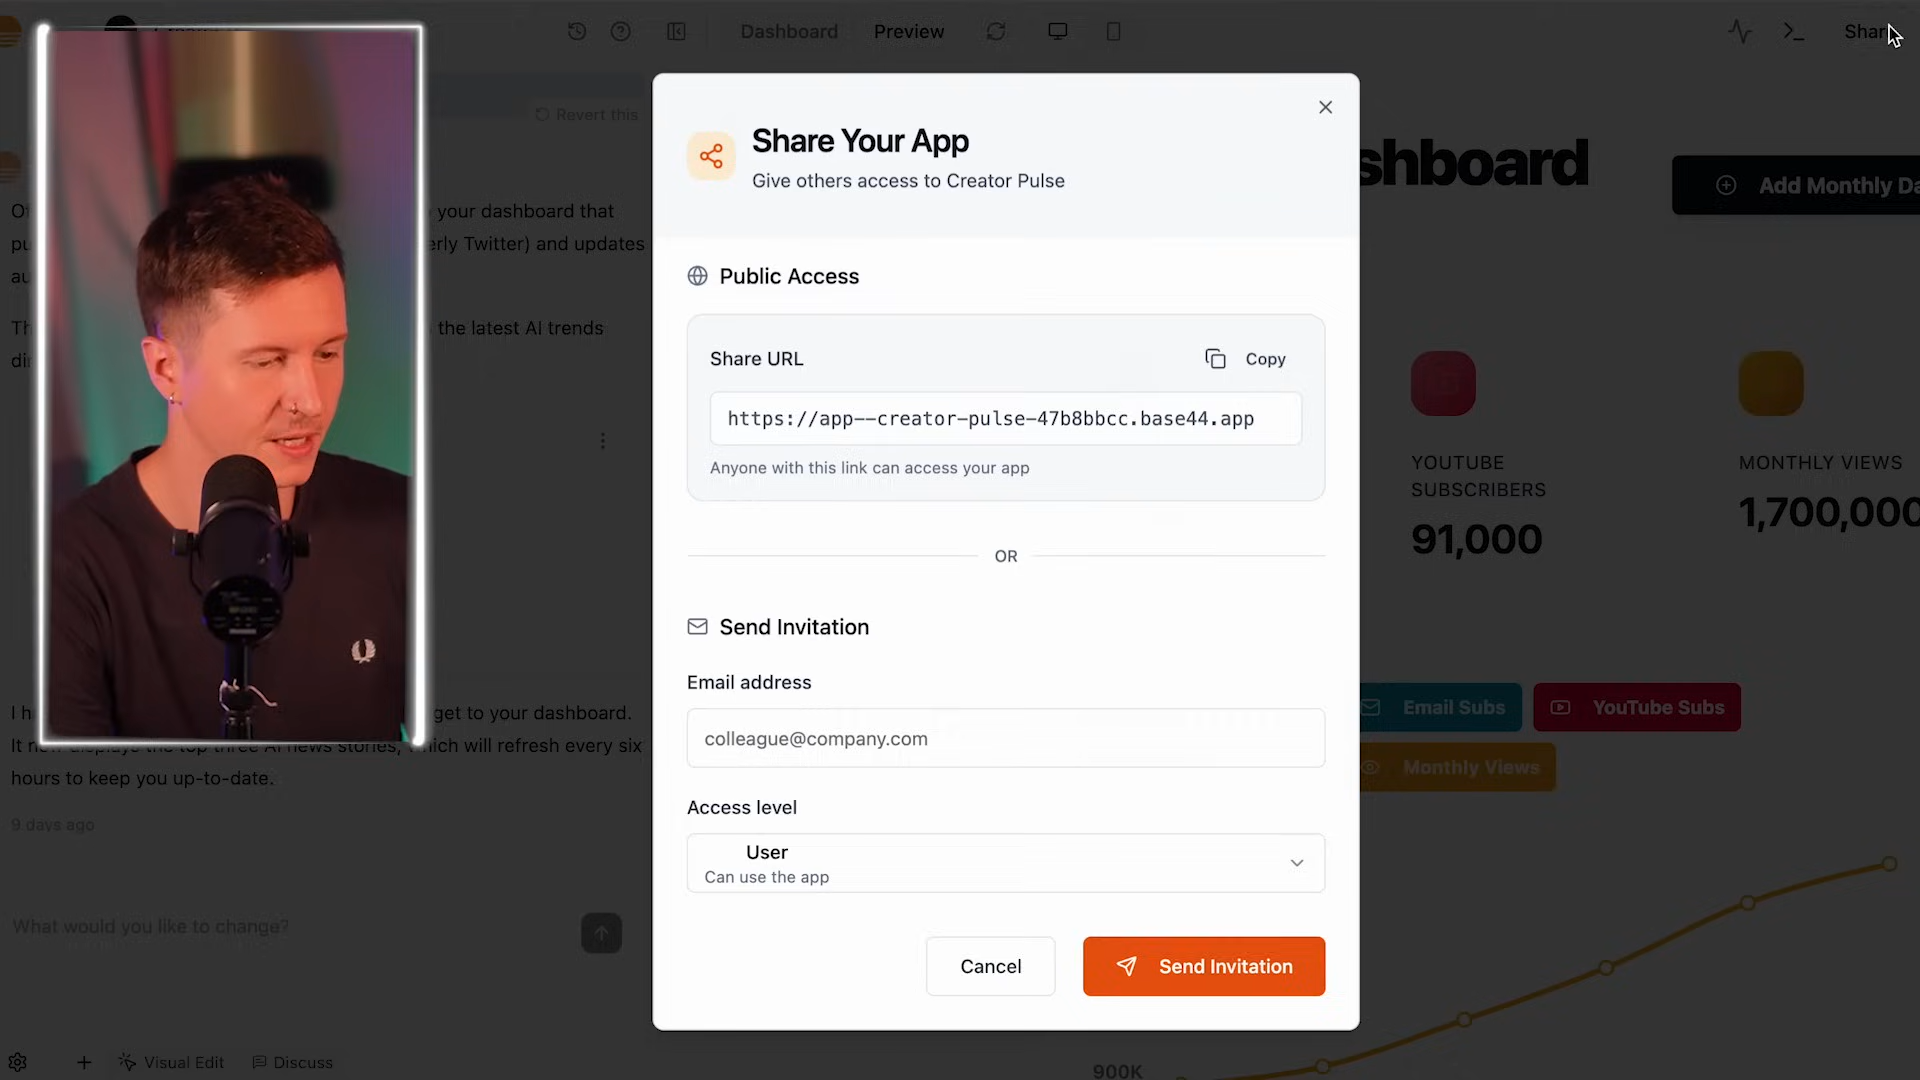 Dashboard
Preview
Shar
Revert this
your dashboard that
erly Twitter) and updates
the latest AI trends
get to your dashboard.
hich will refresh every six
hours to keep you up-to-date.
9 days ago
What would you like to change?
Visual Edit
Discuss
Share Your App
Give others access to Creator Pulse
Public Access
Share URL
Copy
https://app--creator-pulse-47b8bbcc.base44.app
Anyone with this link can access your app
OR
Send Invitation
Email address
colleague@company.com
Access level
User
Can use the app
Cancel
Send Invitation
shboard
Add Monthly Da
YOUTUBE
SUBSCRIBERS
91,000
MONTHLY VIEWS
1,700,000
Email Subs
YouTube Subs
Monthly Views
900K